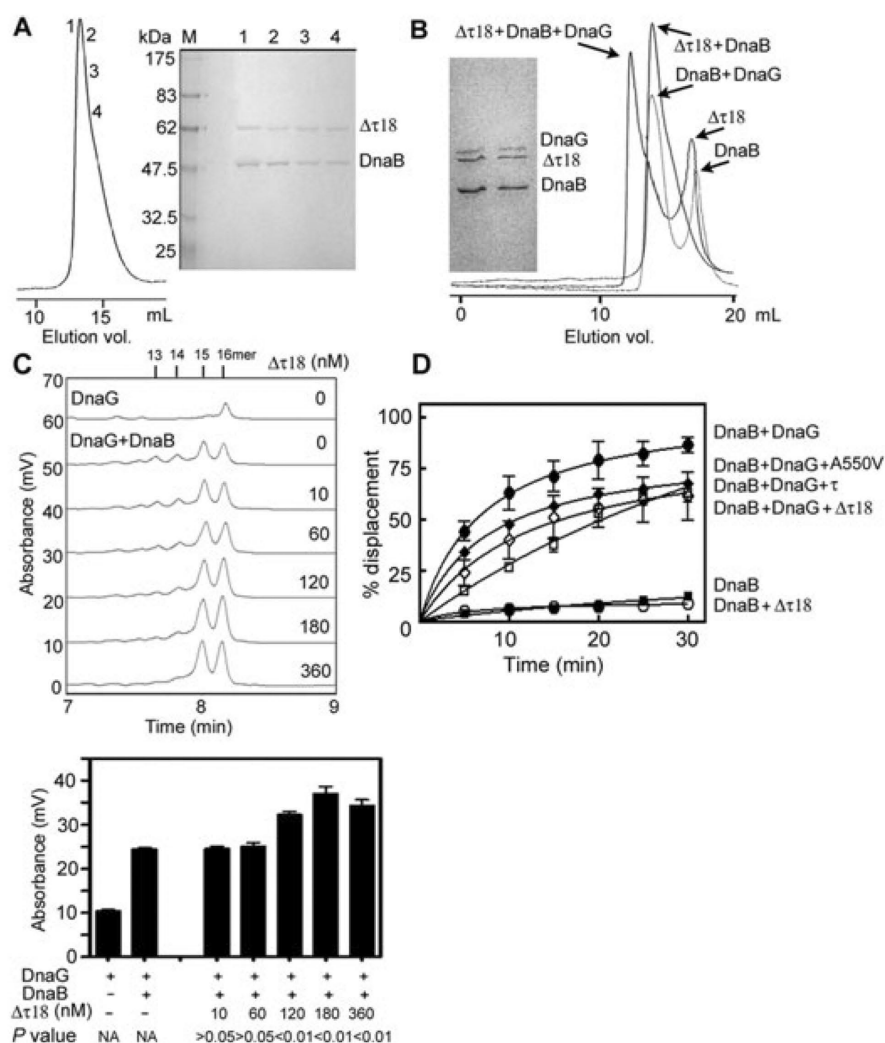 A
1
2
3
4
10 15 mL
Elution vol.
kDa M 1 2 3 4
175
83
62
47.5
32.5
25
Δτ18
DnaB
B
Δτ18+DnaB+DnaG
Δτ18+DnaB
DnaB+DnaG
Δτ18
DnaB
DnaG
Δτ18
DnaB
0 10 20 mL
Elution vol.
C
13 14 15 16mer Δτ18 (nM)
70
DnaG 0
60
DnaG+DnaB 0
50
10
40
60
30
120
20
180
10
360
0
7 8 9
Absorbance (mV)
Time (min)
D
100
75
50
25
0
% displacement
0 10 20 30
Time (min)
DnaB+DnaG
DnaB+DnaG+A550V
DnaB+DnaG+τ
DnaB+DnaG+Δτ18
DnaB
DnaB+Δτ18
40
30
20
10
0
Absorbance (mV)
DnaG + + + + + + +
DnaB - + + + + + +
Δτ18 (nM) - - 10 60 120 180 360
P value NA NA >0.05 >0.05 <0.01 <0.01 <0.01